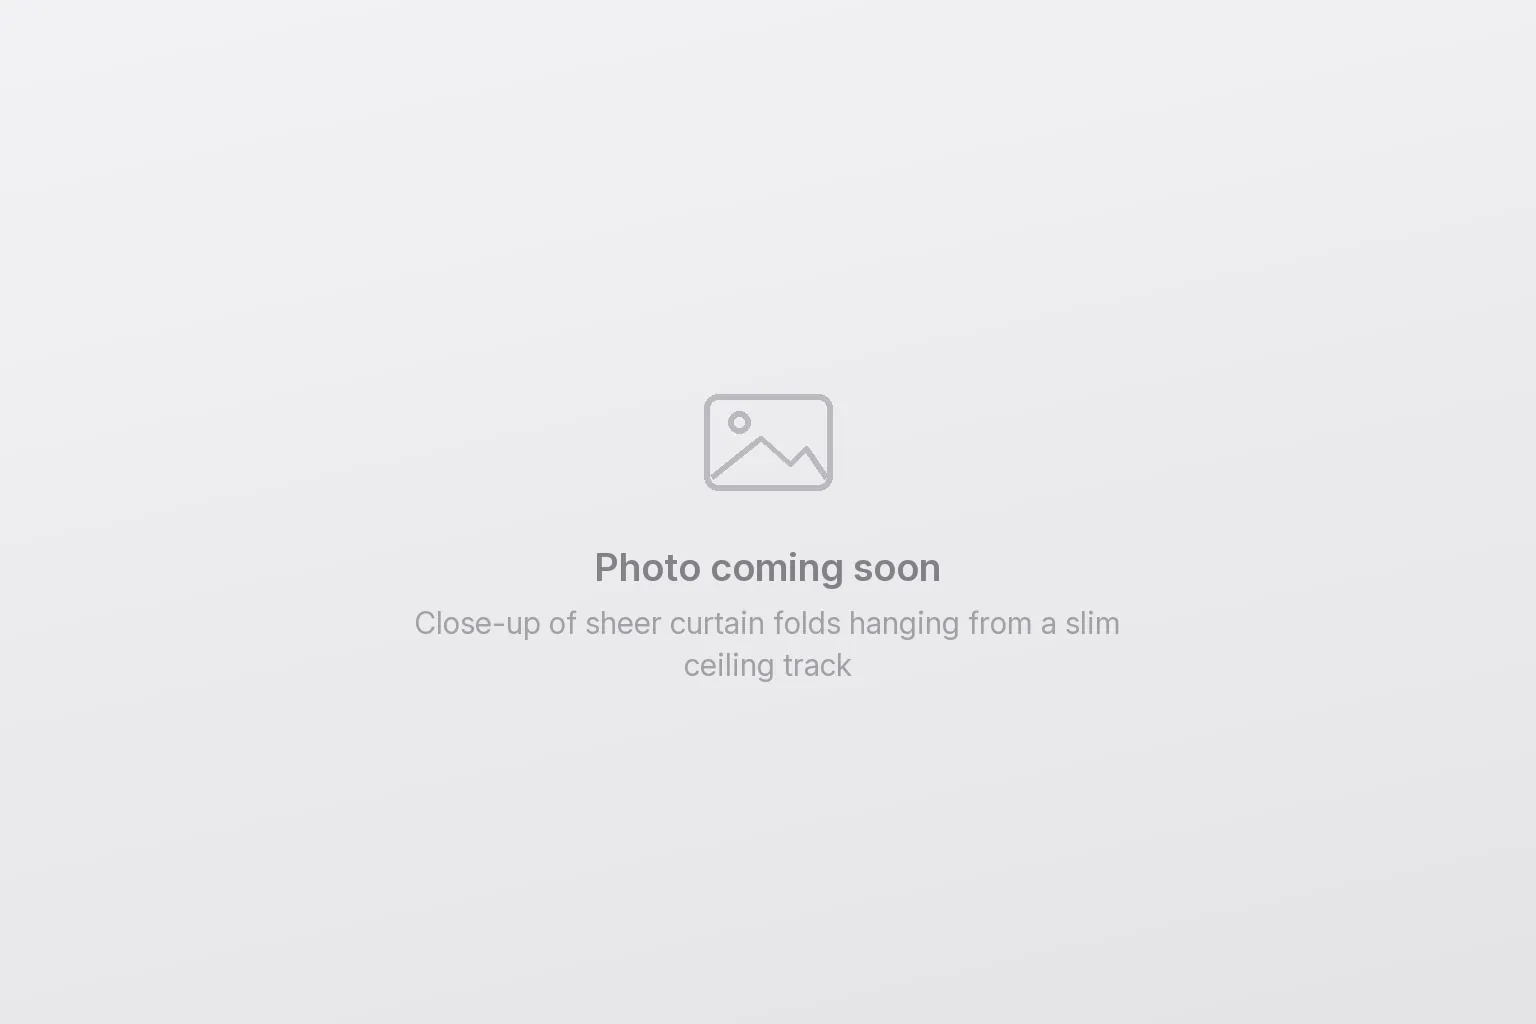 Photo coming soon
Close-up of sheer curtain folds hanging from a slim
ceiling track